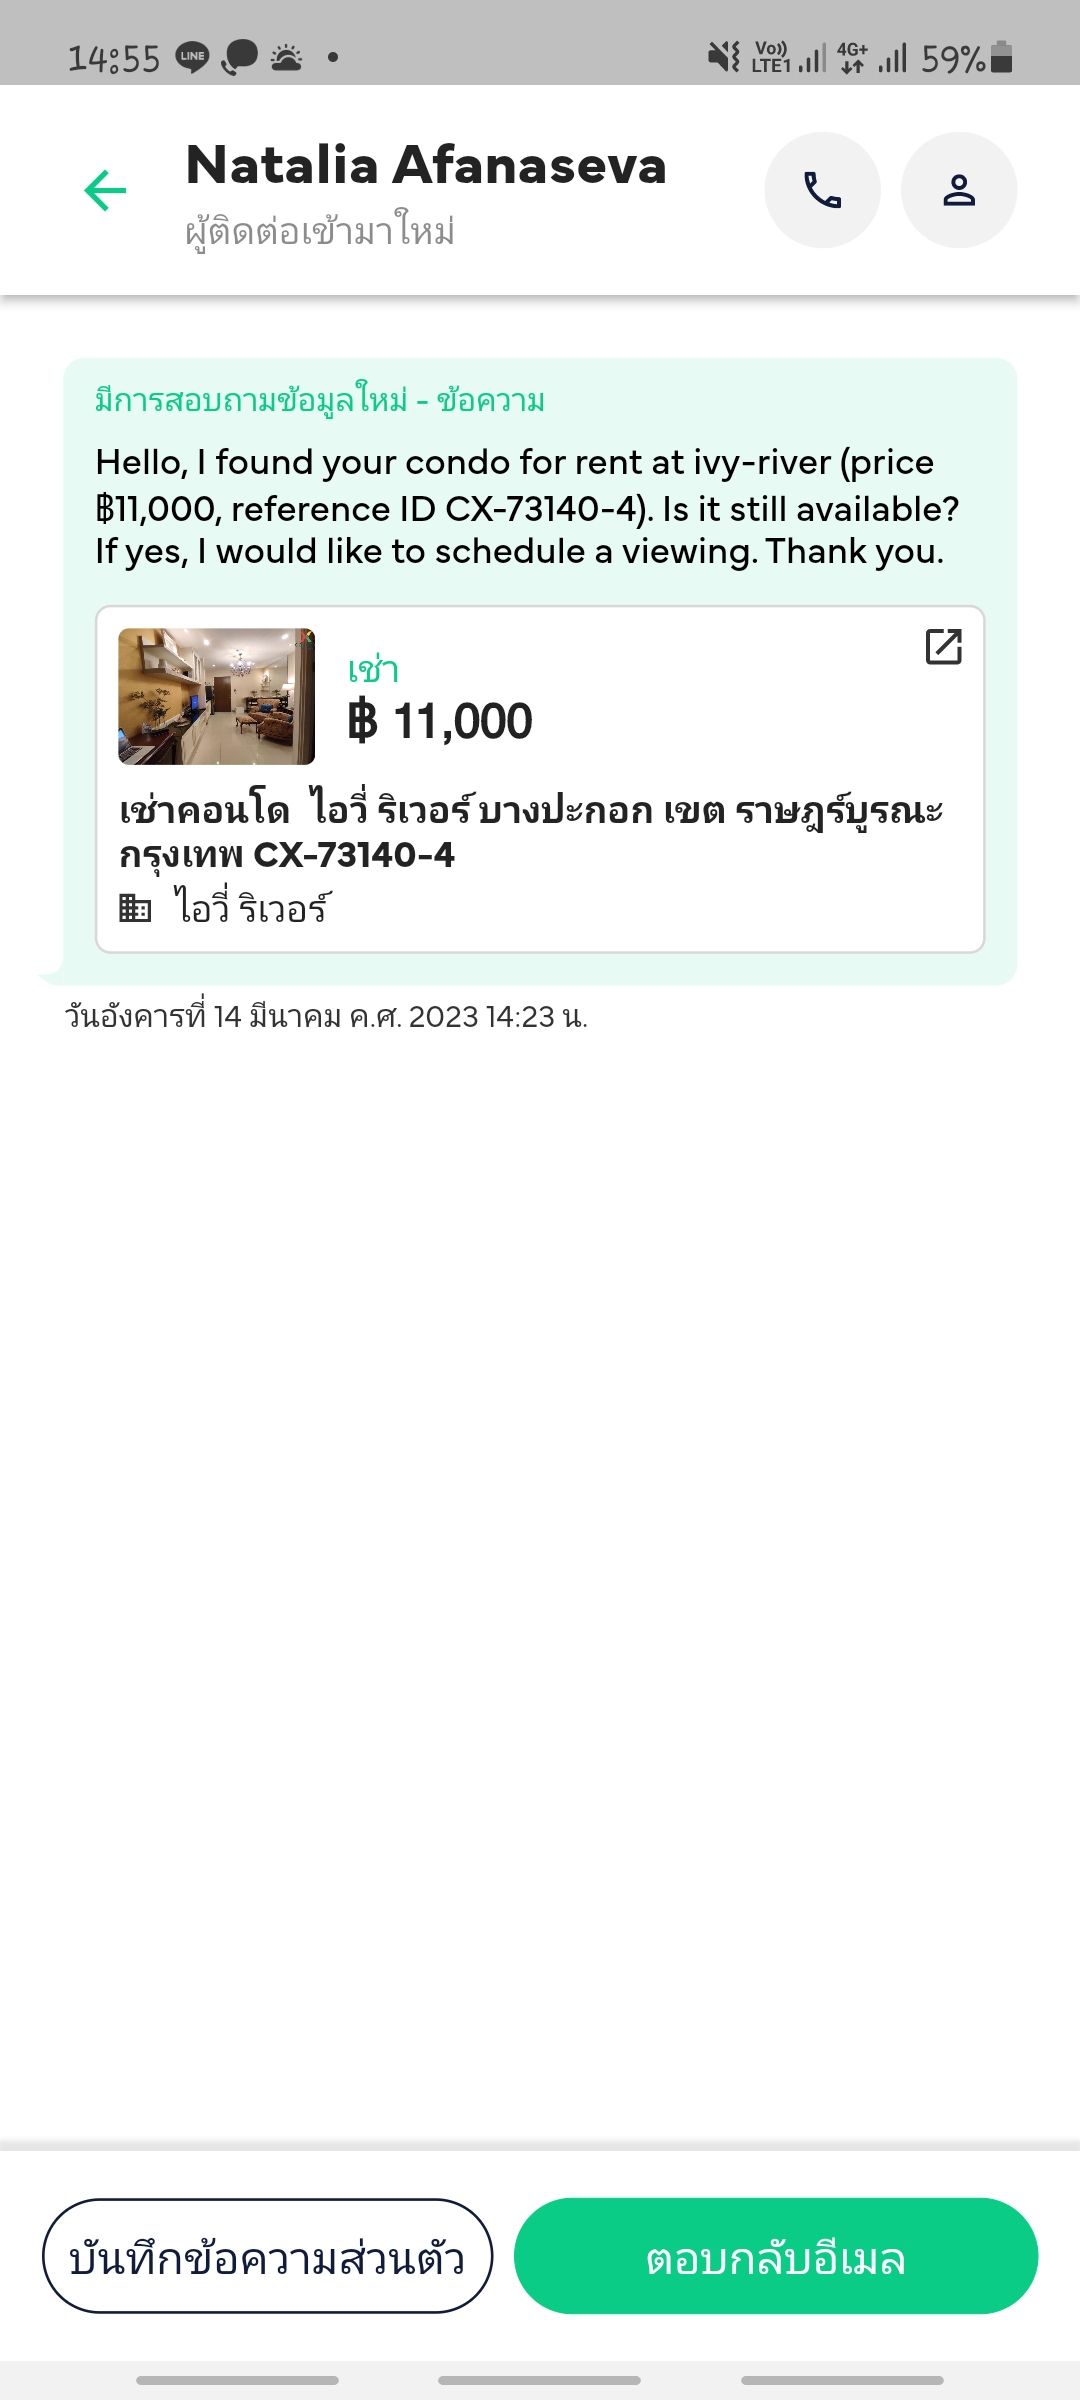 14:55
LINE
Vo))
LTE1
4G+
59%
Natalia Afanaseva
ผู้ติดต่อเข้ามาใหม่
มีการสอบถามข้อมูลใหม่ - ข้อความ
Hello, I found your condo for rent at ivy-river (price
฿11,000, reference ID CX-73140-4). Is it still available?
If yes, I would like to schedule a viewing. Thank you.
เช่า
฿ 11,000
เช่าคอนโด ไอวี่ ริเวอร์ บางปะกอก เขต ราษฎร์บูรณะ
กรุงเทพ CX-73140-4
ไอวี่ ริเวอร์
วันอังคารที่ 14 มีนาคม ค.ศ. 2023 14:23 น.
บันทึกข้อความส่วนตัว
ตอบกลับอีเมล